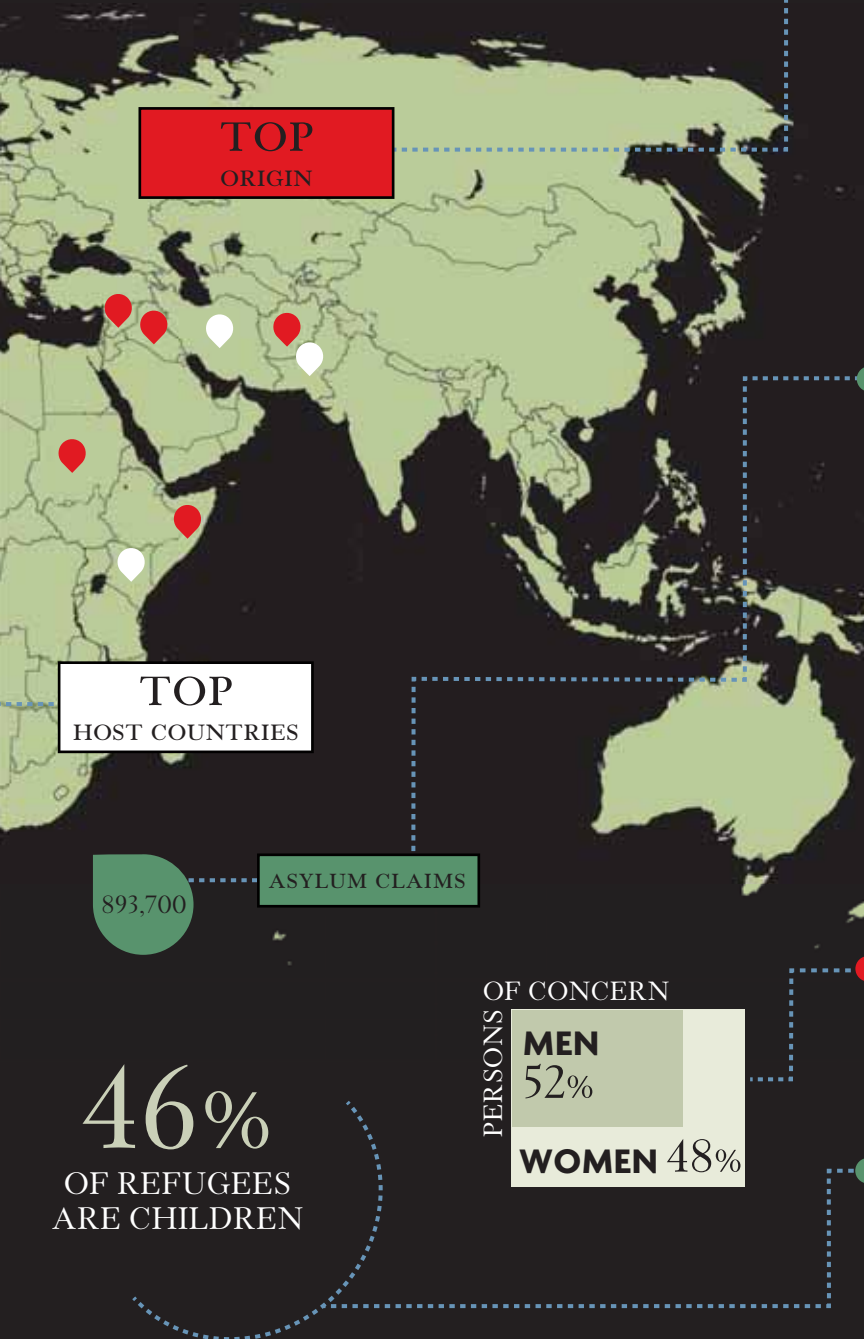 TOP
ORIGIN
TOP
HOST COUNTRIES
893,700
ASYLUM CLAIMS
PERSONS
OF CONCERN
MEN
52%
WOMEN 48%
46%
OF REFUGEES
ARE CHILDREN